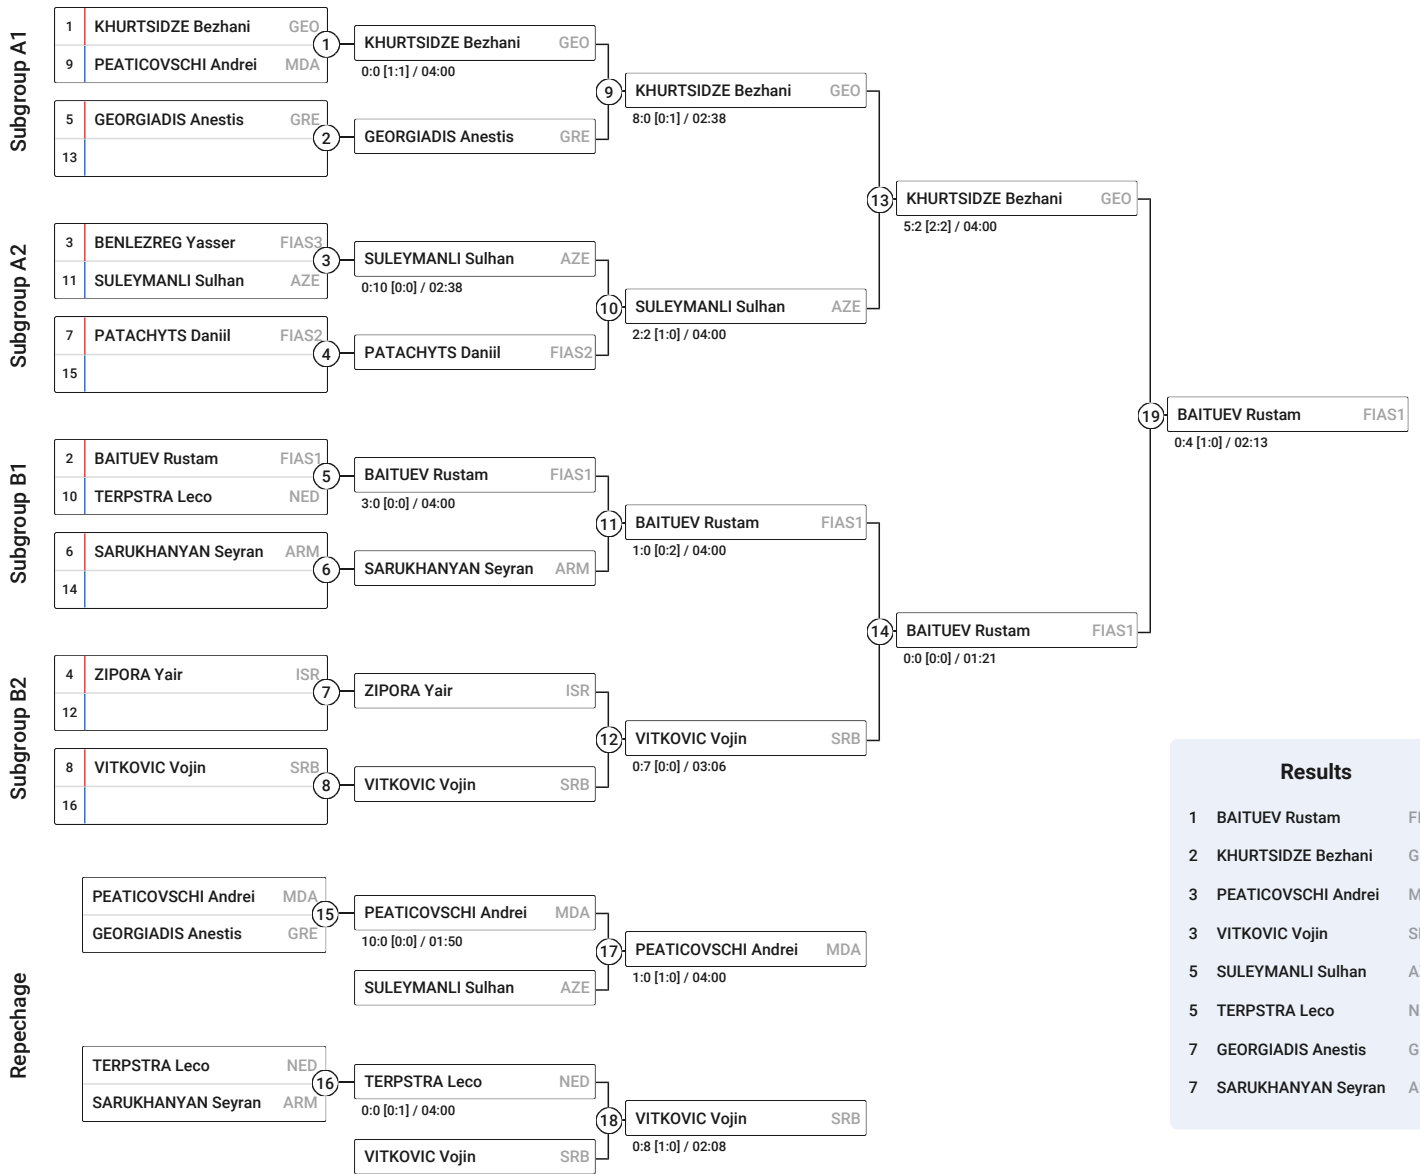 Subgroup A1
1 KHURTSIDZE Bezhani GEO
9 PEATICOVSCHI Andrei MDA
1
KHURTSIDZE Bezhani GEO
0:0 [1:1] / 04:00
5 GEORGIADIS Anestis GRE
13
2
GEORGIADIS Anestis GRE
9
KHURTSIDZE Bezhani GEO
8:0 [0:1] / 02:38
Subgroup A2
3 BENLEZREG Yasser FIAS3
11 SULEYMANLI Sulhan AZE
3
SULEYMANLI Sulhan AZE
0:10 [0:0] / 02:38
7 PATACHYTS Daniil FIAS2
15
4
PATACHYTS Daniil FIAS2
10
SULEYMANLI Sulhan AZE
2:2 [1:0] / 04:00
13
KHURTSIDZE Bezhani GEO
5:2 [2:2] / 04:00
Subgroup B1
2 BAITUEV Rustam FIAS1
10 TERPSTRA Leco NED
5
BAITUEV Rustam FIAS1
3:0 [0:0] / 04:00
6 SARUKHANYAN Seyran ARM
14
6
SARUKHANYAN Seyran ARM
11
BAITUEV Rustam FIAS1
1:0 [0:2] / 04:00
Subgroup B2
4 ZIPORA Yair ISR
12
7
ZIPORA Yair ISR
8 VITKOVIC Vojin SRB
16
8
VITKOVIC Vojin SRB
12
VITKOVIC Vojin SRB
0:7 [0:0] / 03:06
14
BAITUEV Rustam FIAS1
0:0 [0:0] / 01:21
19
BAITUEV Rustam FIAS1
0:4 [1:0] / 02:13
Repechage
PEATICOVSCHI Andrei MDA
GEORGIADIS Anestis GRE
15
PEATICOVSCHI Andrei MDA
10:0 [0:0] / 01:50
SULEYMANLI Sulhan AZE
17
PEATICOVSCHI Andrei MDA
1:0 [1:0] / 04:00
TERPSTRA Leco NED
SARUKHANYAN Seyran ARM
16
TERPSTRA Leco NED
0:0 [0:1] / 04:00
VITKOVIC Vojin SRB
18
VITKOVIC Vojin SRB
0:8 [1:0] / 02:08
Results
1 BAITUEV Rustam
2 KHURTSIDZE Bezhani
3 PEATICOVSCHI Andrei
3 VITKOVIC Vojin
5 SULEYMANLI Sulhan
5 TERPSTRA Leco
7 GEORGIADIS Anestis
7 SARUKHANYAN Seyran